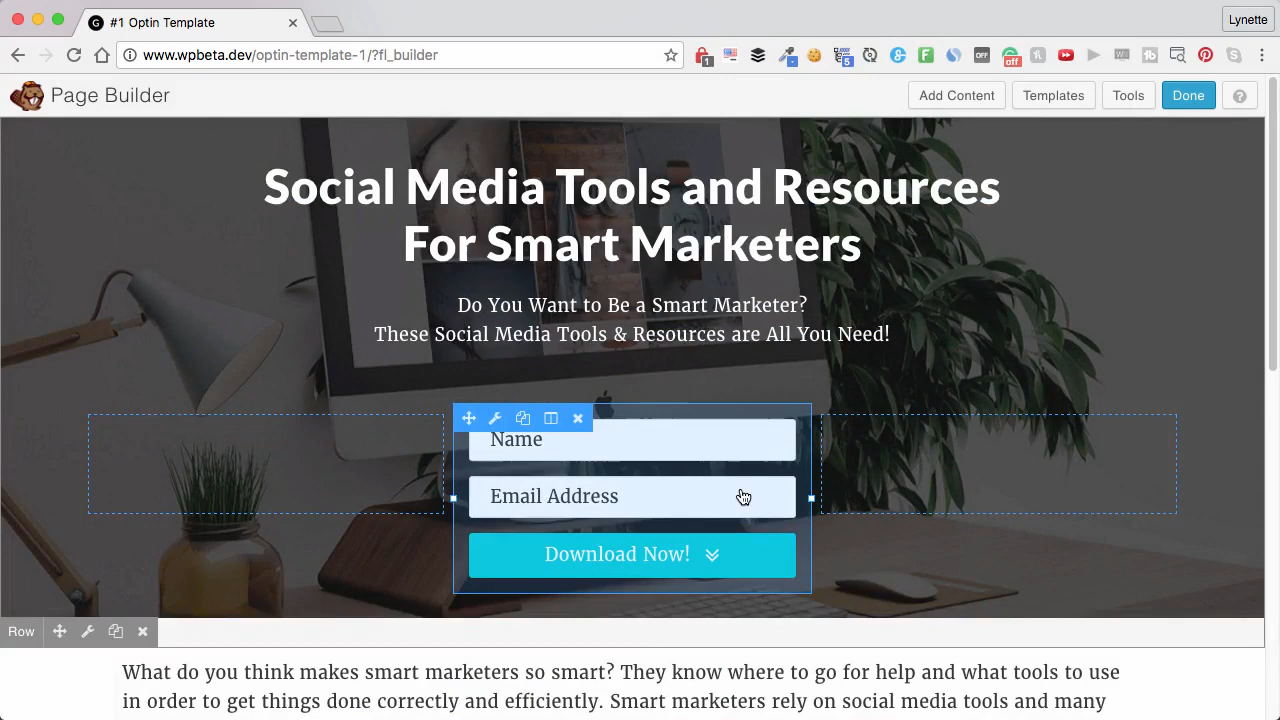 #1 Optin Template
Lynette
www.wpbeta.dev/optin-template-1/?fl_builder
1
5
OFF
off
Page Builder
Add Content
Templates
Tools
Done
?
Social Media Tools and Resources
For Smart Marketers
Do You Want to Be a Smart Marketer?
These Social Media Tools & Resources are All You Need!
Name
Email Address
Download Now!
Row
What do you think makes smart marketers so smart? They know where to go for help and what tools to use
in order to get things done correctly and efficiently. Smart marketers rely on social media tools and many